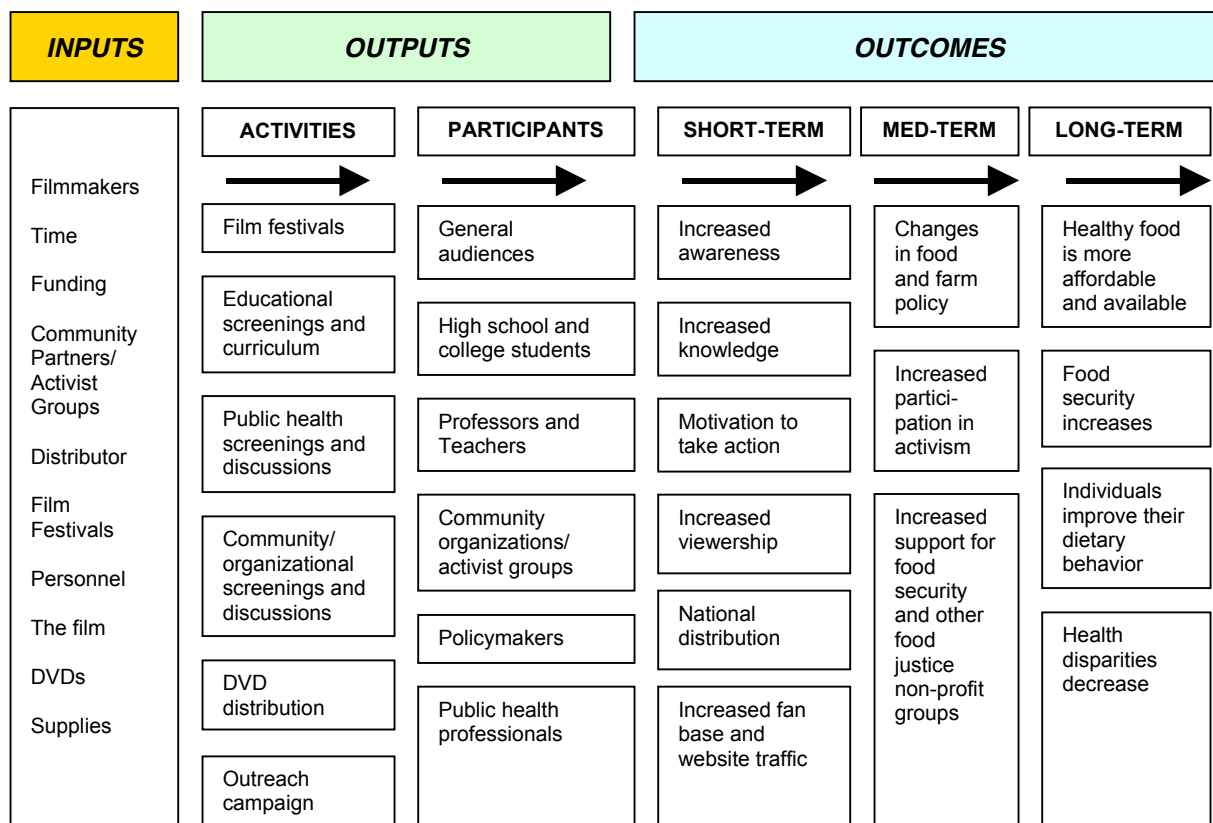 INPUTS
OUTPUTS
OUTCOMES
Filmmakers
Time
Funding
Community
Partners/
Activist
Groups
Distributor
Film
Festivals
Personnel
The film
DVDs
Supplies
ACTIVITIES
Film festivals
Educational
screenings and
curriculum
Public health
screenings and
discussions
Community/
organizational
screenings and
discussions
DVD
distribution
Outreach
campaign
PARTICIPANTS
General
audiences
High school and
college students
Professors and
Teachers
Community
organizations/
activist groups
Policymakers
Public health
professionals
SHORT-TERM
Increased
awareness
Increased
knowledge
Motivation to
take action
Increased
viewership
National
distribution
Increased fan
base and
website traffic
MED-TERM
Changes
in food
and farm
policy
Increased
partici-
pation in
activism
Increased
support for
food
security
and other
food
justice
non-profit
groups
LONG-TERM
Healthy food
is more
affordable
and available
Food
security
increases
Individuals
improve their
dietary
behavior
Health
disparities
decrease